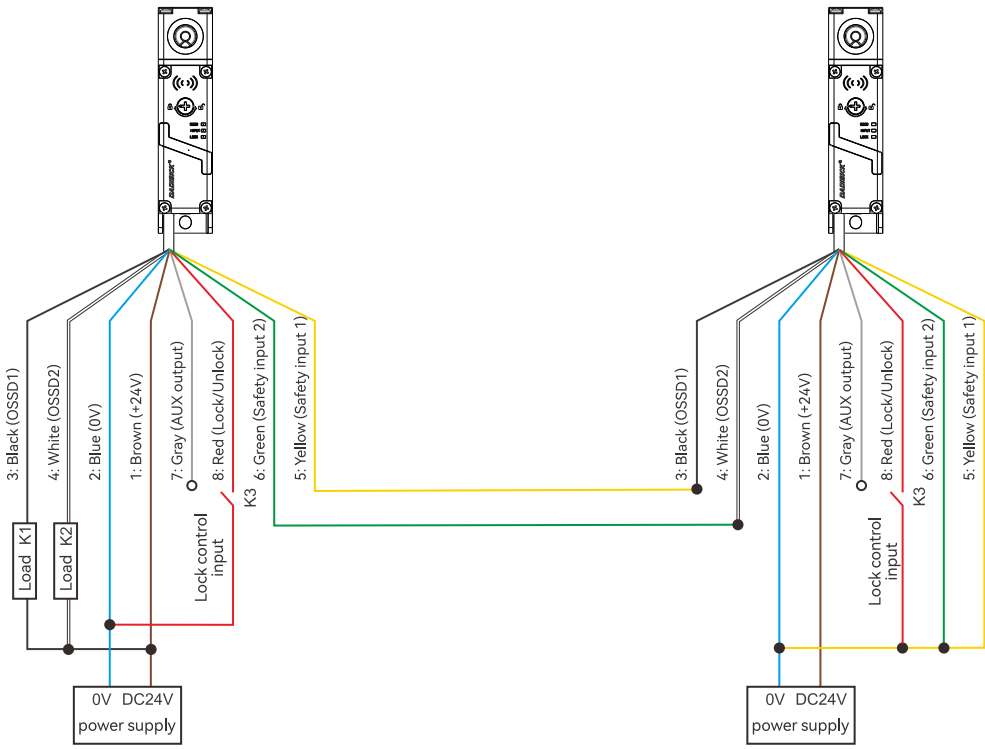 DADISICK®
DADISICK®
3: Black (OSSD1)
4: White (OSSD2)
2: Blue (0V)
1: Brown (+24V)
7: Gray (AUX output)
8: Red (Lock/Unlock)
6: Green (Safety input 2)
5: Yellow (Safety input 1)
3: Black (OSSD1)
4: White (OSSD2)
2: Blue (0V)
1: Brown (+24V)
7: Gray (AUX output)
8: Red (Lock/Unlock)
6: Green (Safety input 2)
5: Yellow (Safety input 1)
K3
K3
Load K1
Load K2
Lock control
input
Lock control
input
0V DC24V
power supply
0V DC24V
power supply